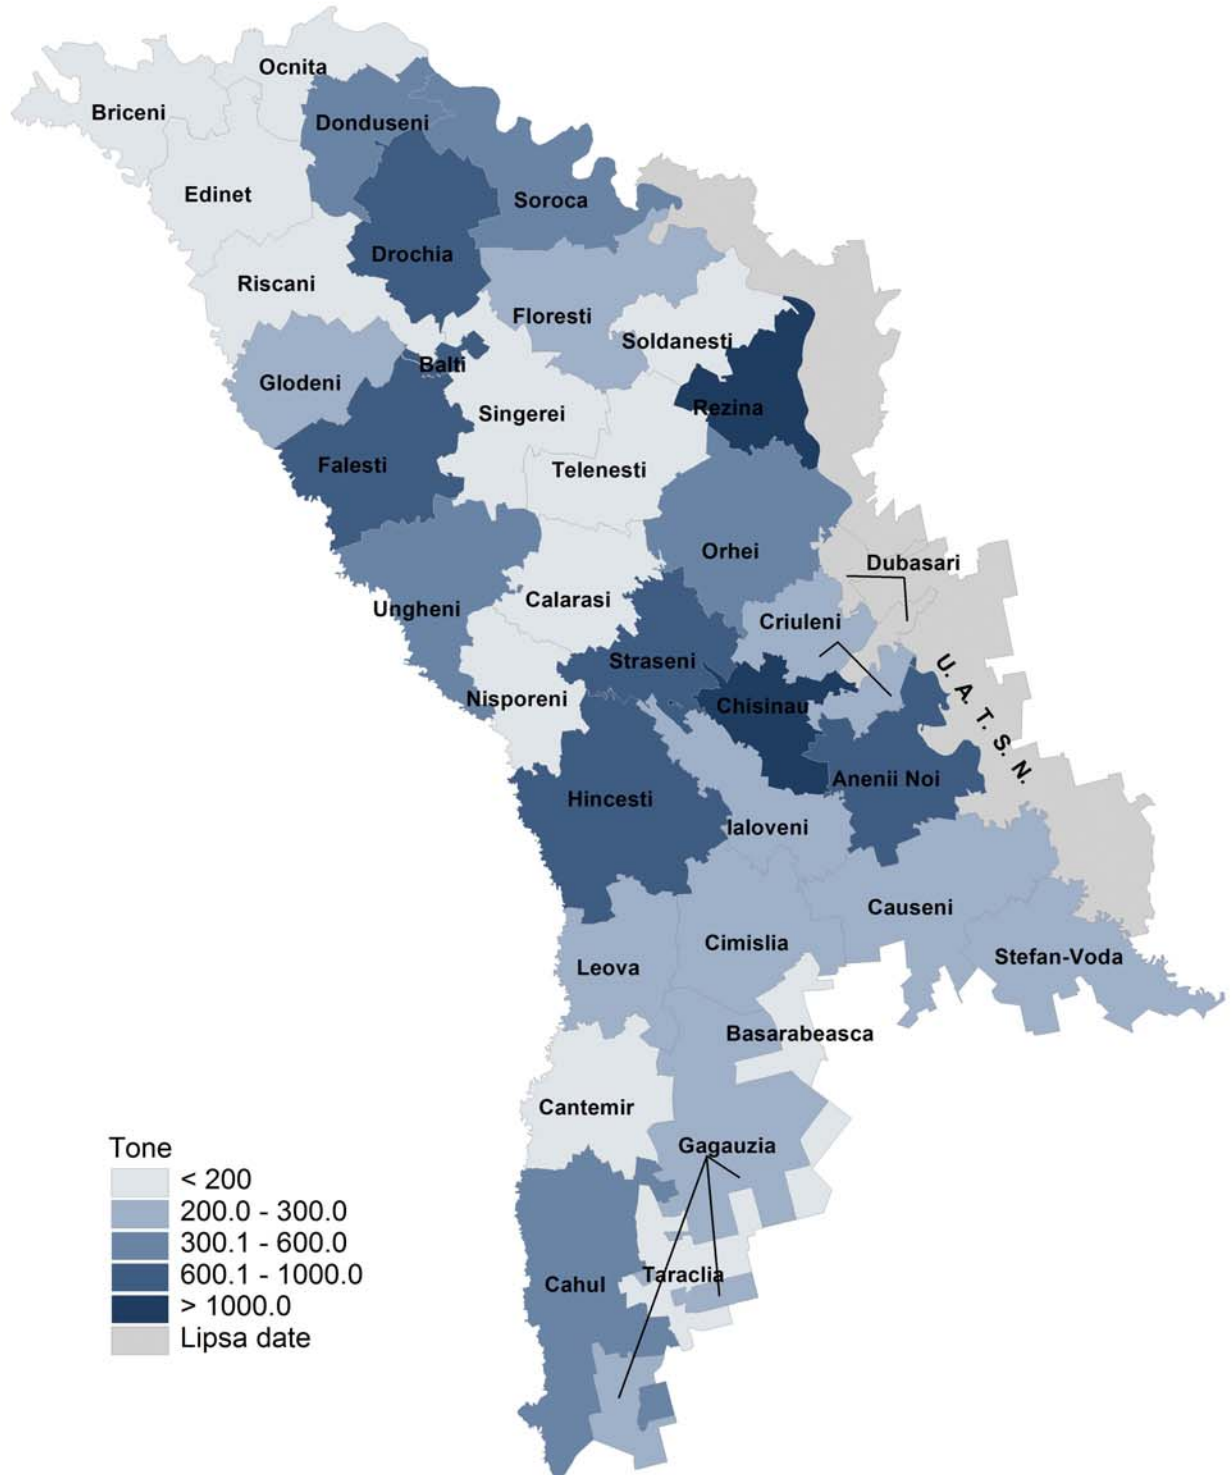 Ocnita
Briceni
Donduseni
Edinet
Soroca
Drochia
Riscani
Floresti
Soldanesti
Balti
Glodeni
Rezina
Singerei
Falesti
Telenesti
Orhei
Dubasari
Calarasi
Ungheni
Criuleni
Straseni
U. A. T. S. N.
Nisporeni
Chisinau
Anenii Noi
Hincesti
Ialoveni
Causeni
Cimislia
Stefan-Voda
Leova
Basarabeasca
Cantemir
Gagauzia
Taraclia
Cahul
Tone
< 200
200.0 - 300.0
300.1 - 600.0
600.1 - 1000.0
> 1000.0
Lipsa date